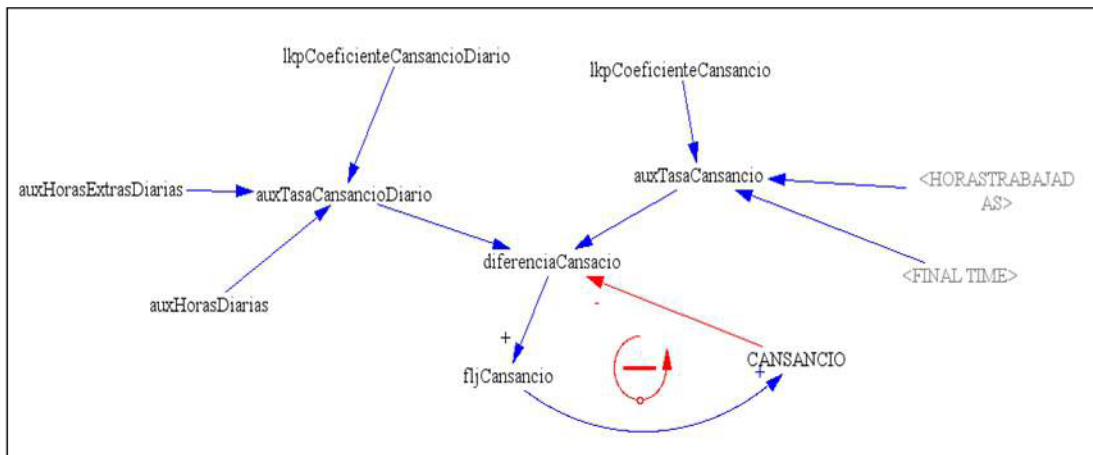 lkpCoeficienteCansancioDiario
lkpCoeficienteCansancio
auxHorasExtrasDiarias
auxTasaCansancioDiario
auxTasaCansancio
<HORASTRABAJAD
AS>
diferenciaCansacio
<FINAL TIME>
auxHorasDiarias
-
+
fljCansancio
CANSANCIO
+